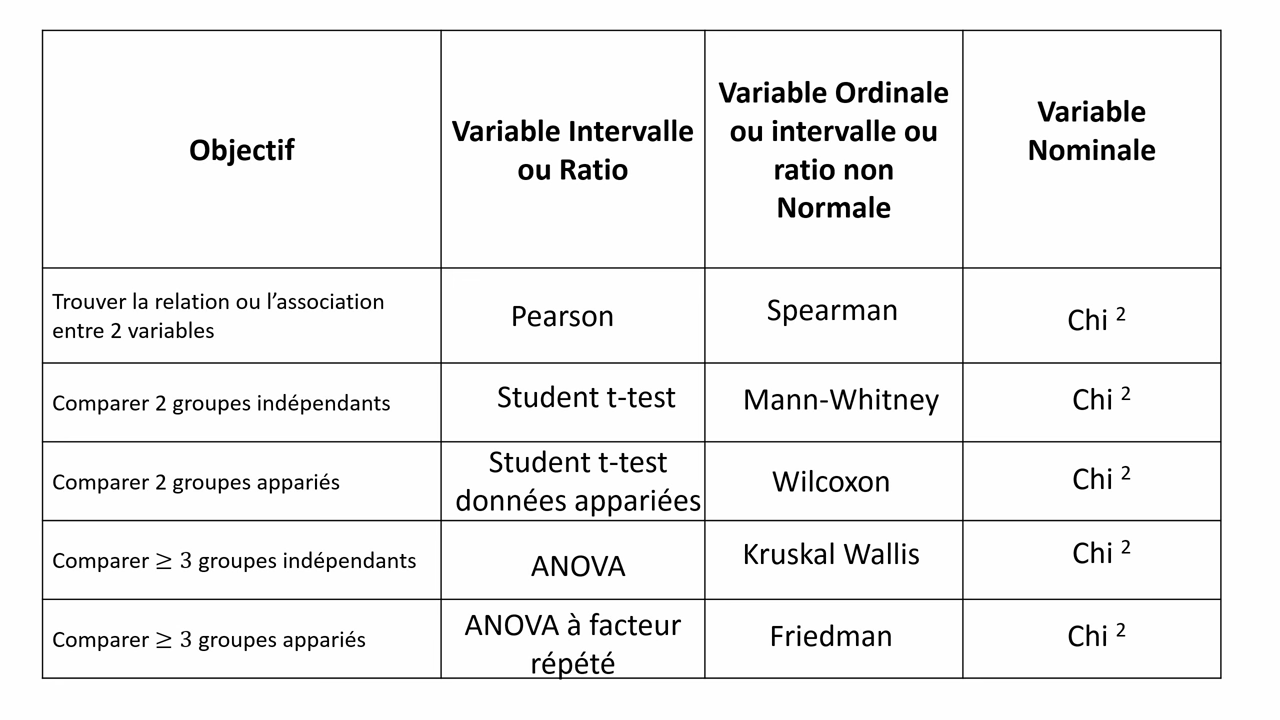 Objectif
Variable Intervalle
ou Ratio
Variable Ordinale
ou intervalle ou
ratio non
Normale
Variable
Nominale
Trouver la relation ou l’association
entre 2 variables
Pearson
Spearman
Chi ²
Comparer 2 groupes indépendants
Student t-test
Mann-Whitney
Chi ²
Comparer 2 groupes appariés
Student t-test
données appariées
Wilcoxon
Chi ²
Comparer ≥ 3 groupes indépendants
ANOVA
Kruskal Wallis
Chi ²
Comparer ≥ 3 groupes appariés
ANOVA à facteur
répété
Friedman
Chi ²